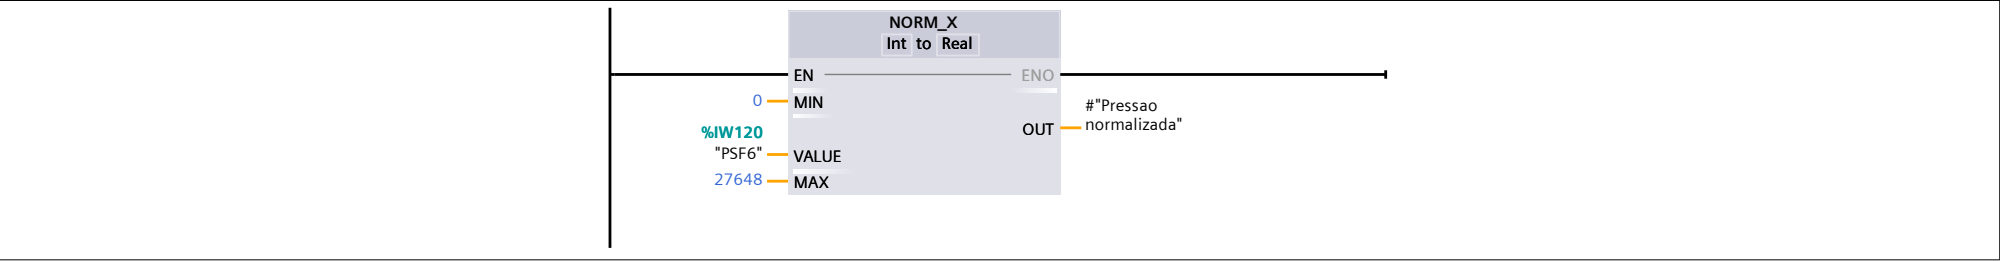 NORM_X
Int to Real
EN
ENO
0
MIN
#"Pressao
normalizada"
OUT
%IW120
"PSF6"
VALUE
27648
MAX